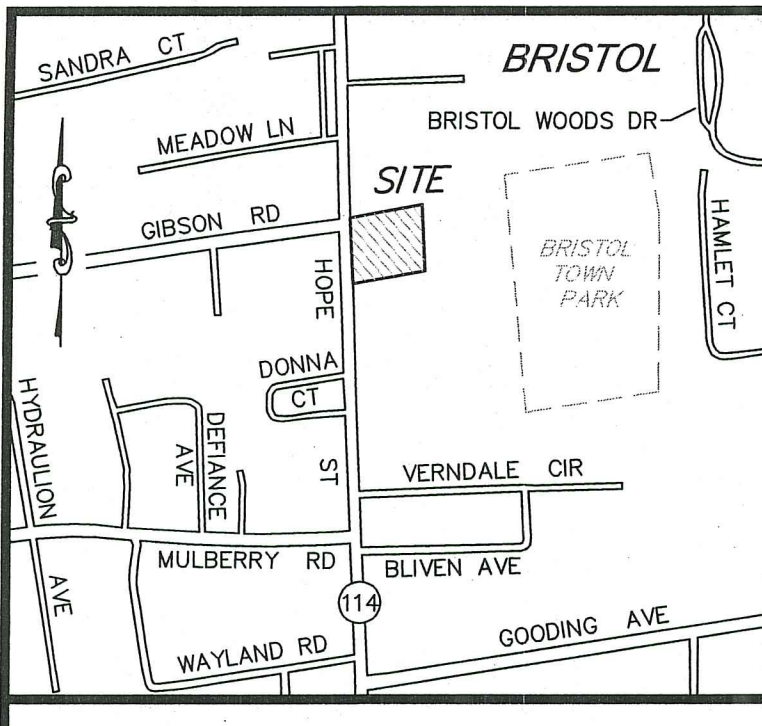 SANDRA CT
BRISTOL
BRISTOL WOODS DR
MEADOW LN
SITE
GIBSON RD
HOPE
ST
BRISTOL
TOWN
PARK
HAMLET CT
DONNA
CT
HYDRAULION
AVE
DEFIANCE
AVE
VERNDALE CIR
MULBERRY RD
BLIVEN AVE
114
GOODING AVE
WAYLAND RD